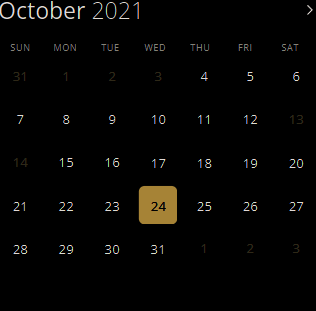 October 2021
SUN MON TUE WED THU FRI SAT
31 1 2 3 4 5 6
7 8 9 10 11 12 13
14 15 16 17 18 19 20
21 22 23 24 25 26 27
28 29 30 31 1 2 3